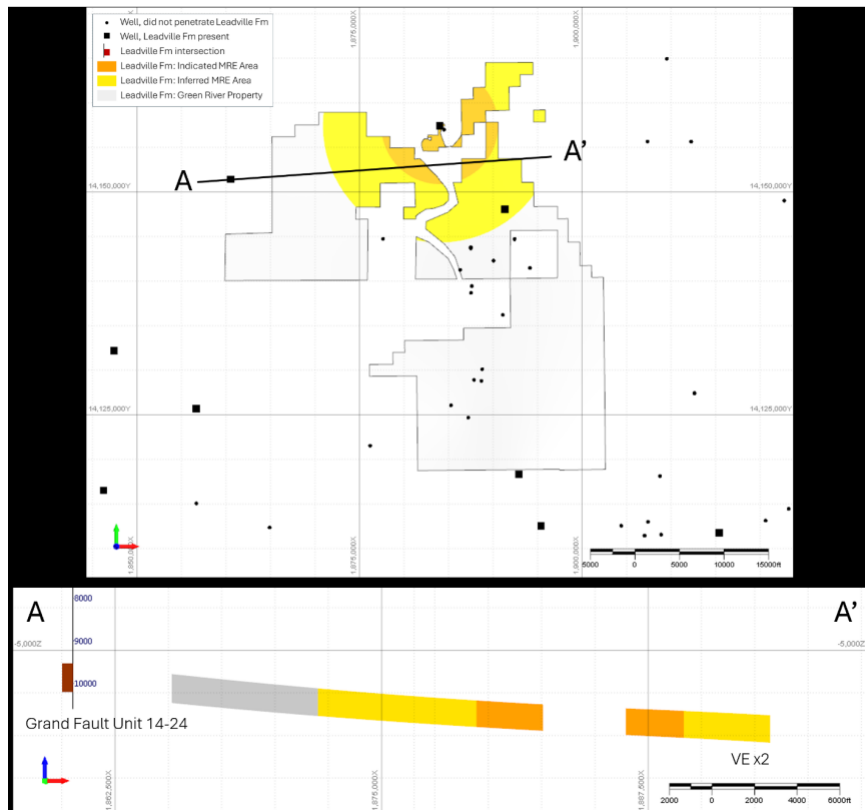 Well, did not penetrate Leadville Fm
Well, Leadville Fm present
Leadville Fm intersection
Leadville Fm: Indicated MRE Area
Leadville Fm: Inferred MRE Area
Leadville Fm: Green River Property
1,875,000X
1,900,000X
A
A'
14,150,000Y
14,150,000Y
14,125,000Y
14,125,000Y
1,850,000X
1,875,000X
1,900,000X
5000 0 5000 10000 15000ft
A
A'
8000
9000
-5,000Z
-5,000Z
10000
Grand Fault Unit 14-24
VE x2
1,862,500X
1,875,000X
1,887,500X
2000 0 2000 4000 6000ft